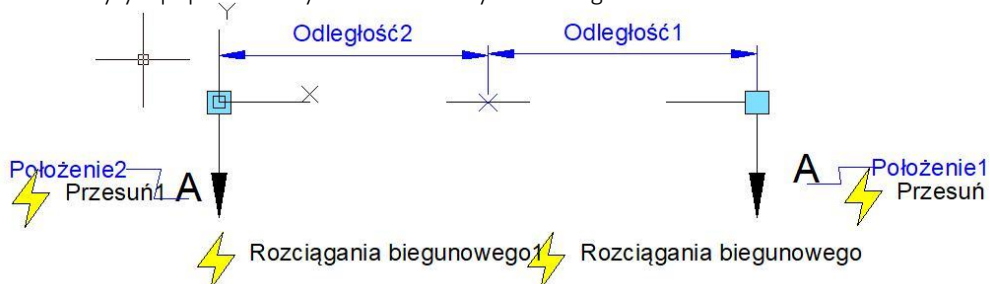 Y
Odległość2 Odległość1
X
Położenie2 A A Położenie1
Przesuń1 Przesuń
Rozciągania biegunowego1 Rozciągania biegunowego